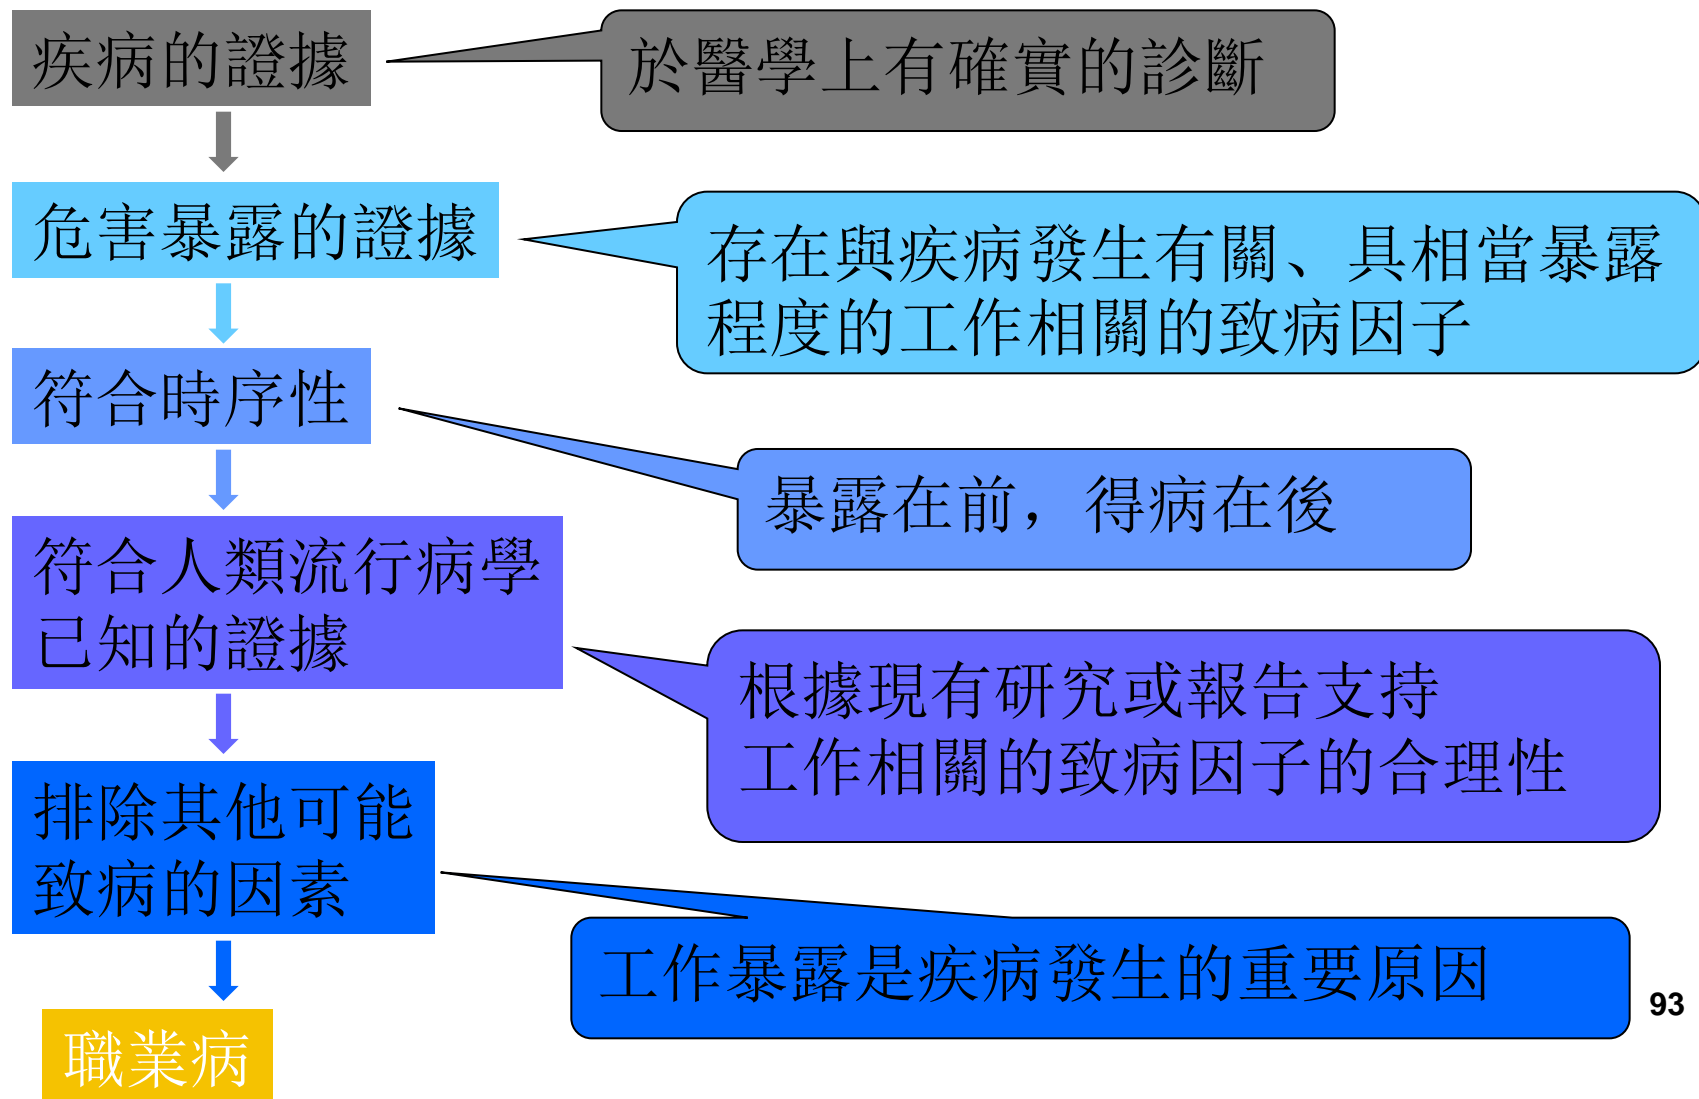 疾病的證據
於醫學上有確實的診斷
危害暴露的證據
存在與疾病發生有關、具相當暴露
程度的工作相關的致病因子
符合時序性
暴露在前，得病在後
符合人類流行病學
已知的證據
根據現有研究或報告支持
工作相關的致病因子的合理性
排除其他可能
致病的因素
工作暴露是疾病發生的重要原因
93
職業病